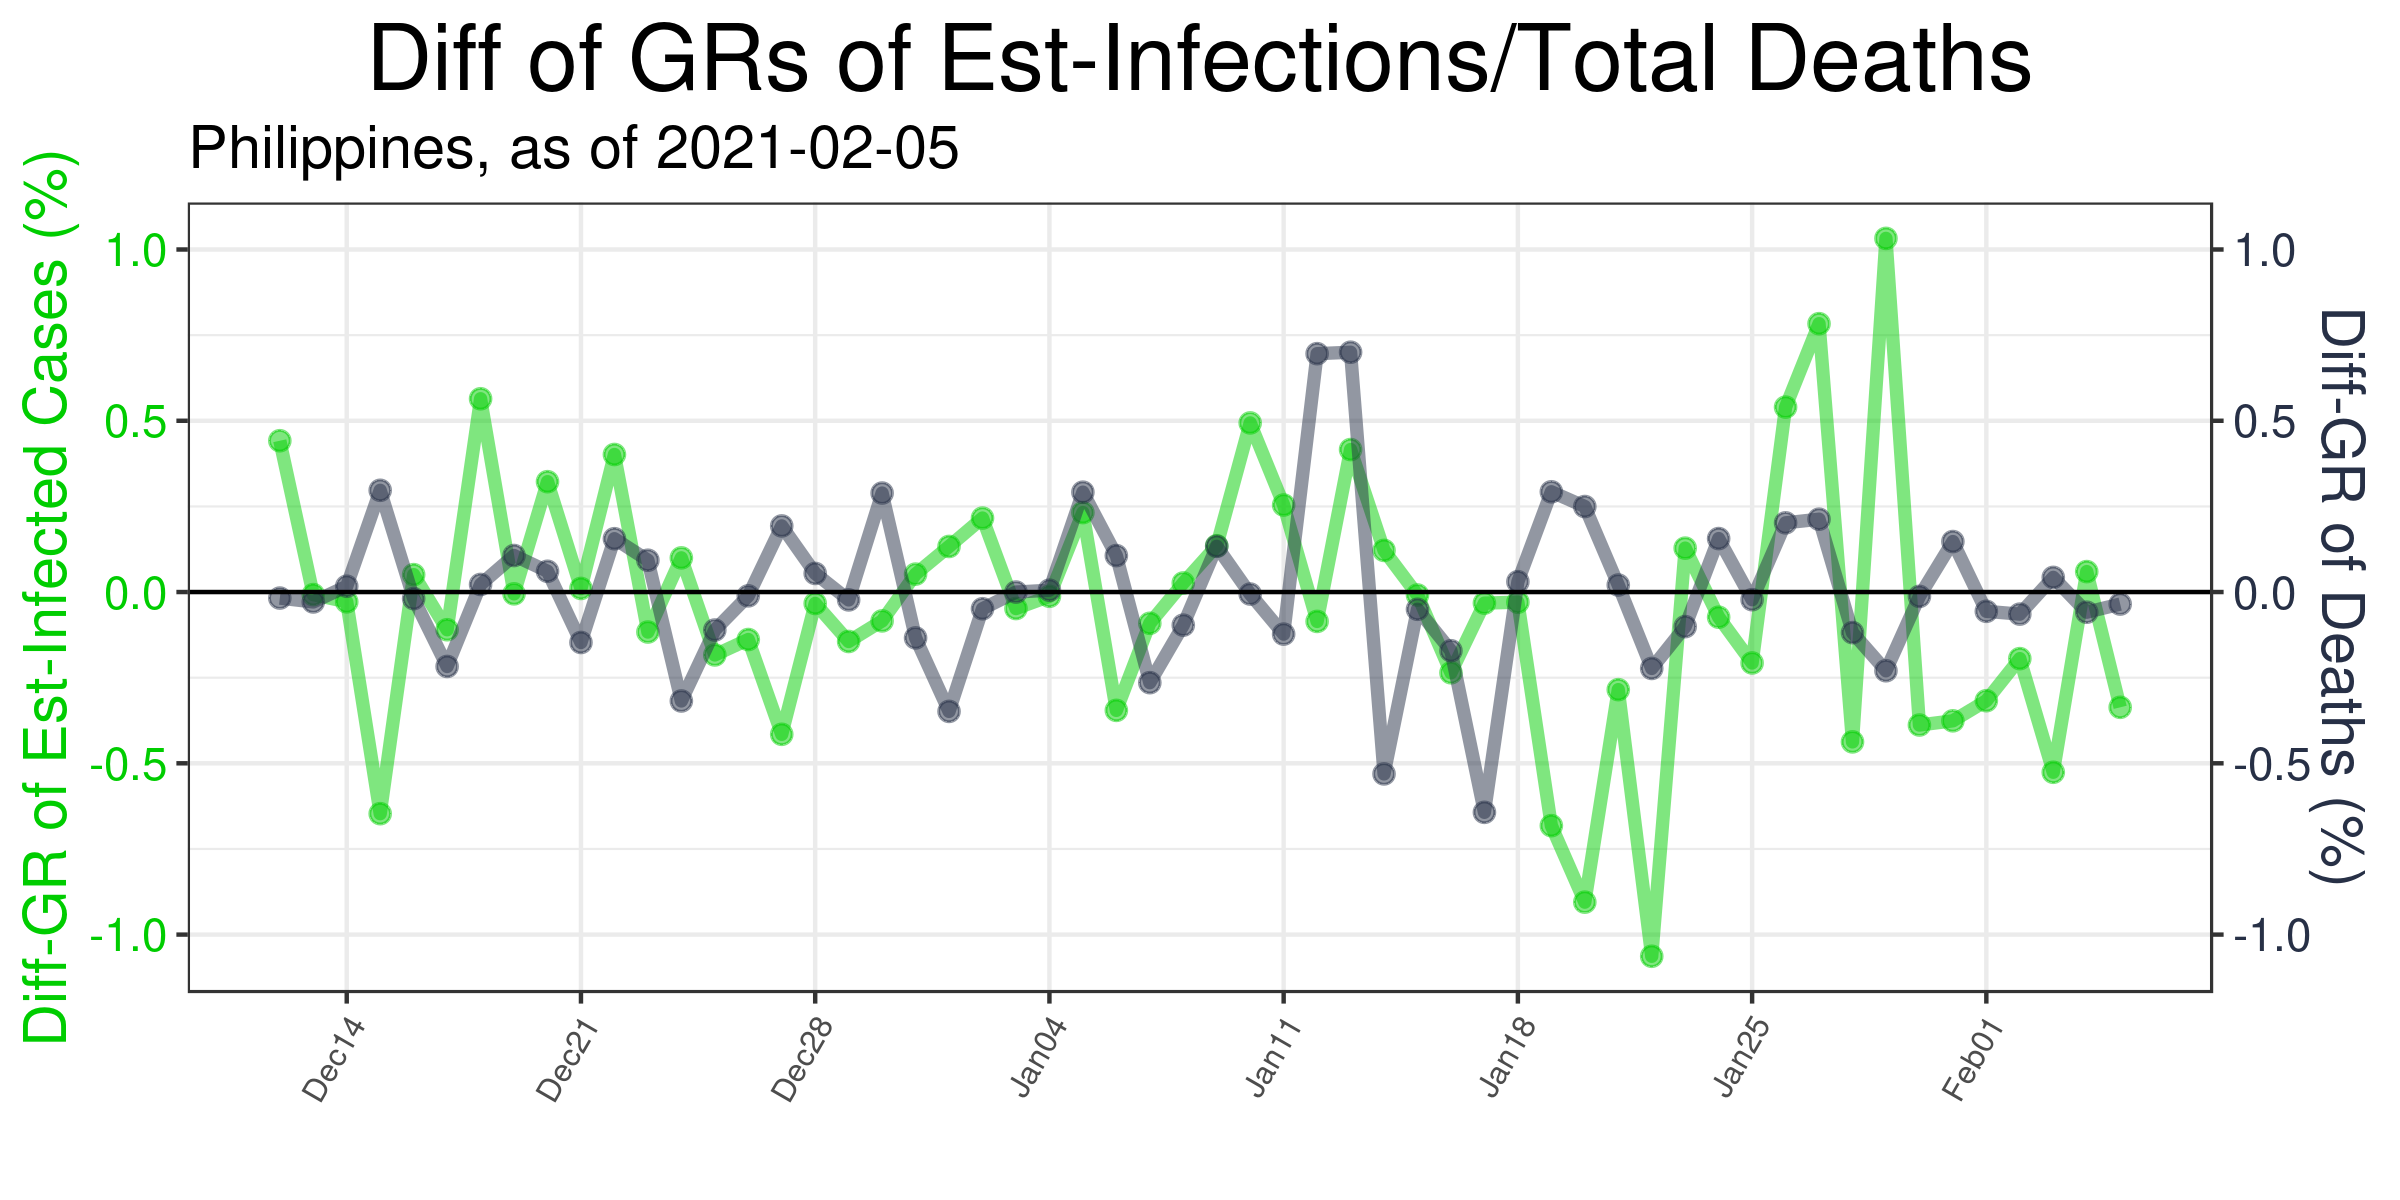 Diff of GRs of Est-Infections/Total Deaths
Philippines, as of 2021-02-05
Diff-GR of Est-Infected Cases (%)
1.0
0.5
0.0
-0.5
-1.0
1.0
0.5
0.0
-0.5
-1.0
Diff-GR of Deaths (%)
Dec14
Dec21
Dec28
Jan04
Jan11
Jan18
Jan25
Feb01